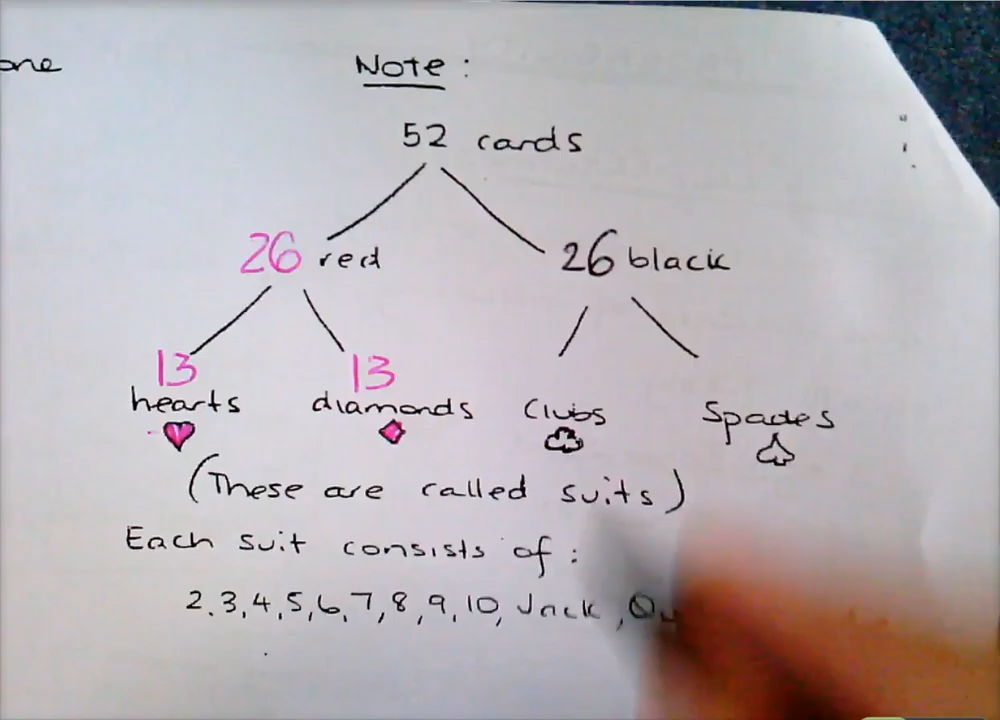 Note :
52 cards
26 red 26 black
13 13
hearts diamonds Clubs Spades
(These are called suits)
Each suit consists of :
2,3,4,5,6,7,8,9,10, Jack,